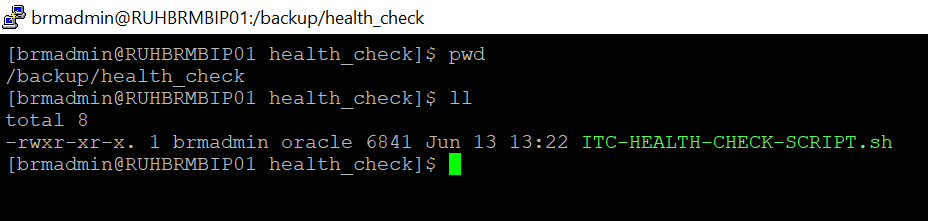 brmadmin@RUHBRMBIP01:/backup/health_check
[brmadmin@RUHBRMBIP01 health_check]$ pwd
/backup/health_check
[brmadmin@RUHBRMBIP01 health_check]$ ll
total 8
-rwxr-xr-x. 1 brmadmin oracle 6841 Jun 13 13:22 ITC-HEALTH-CHECK-SCRIPT.sh
[brmadmin@RUHBRMBIP01 health_check]$